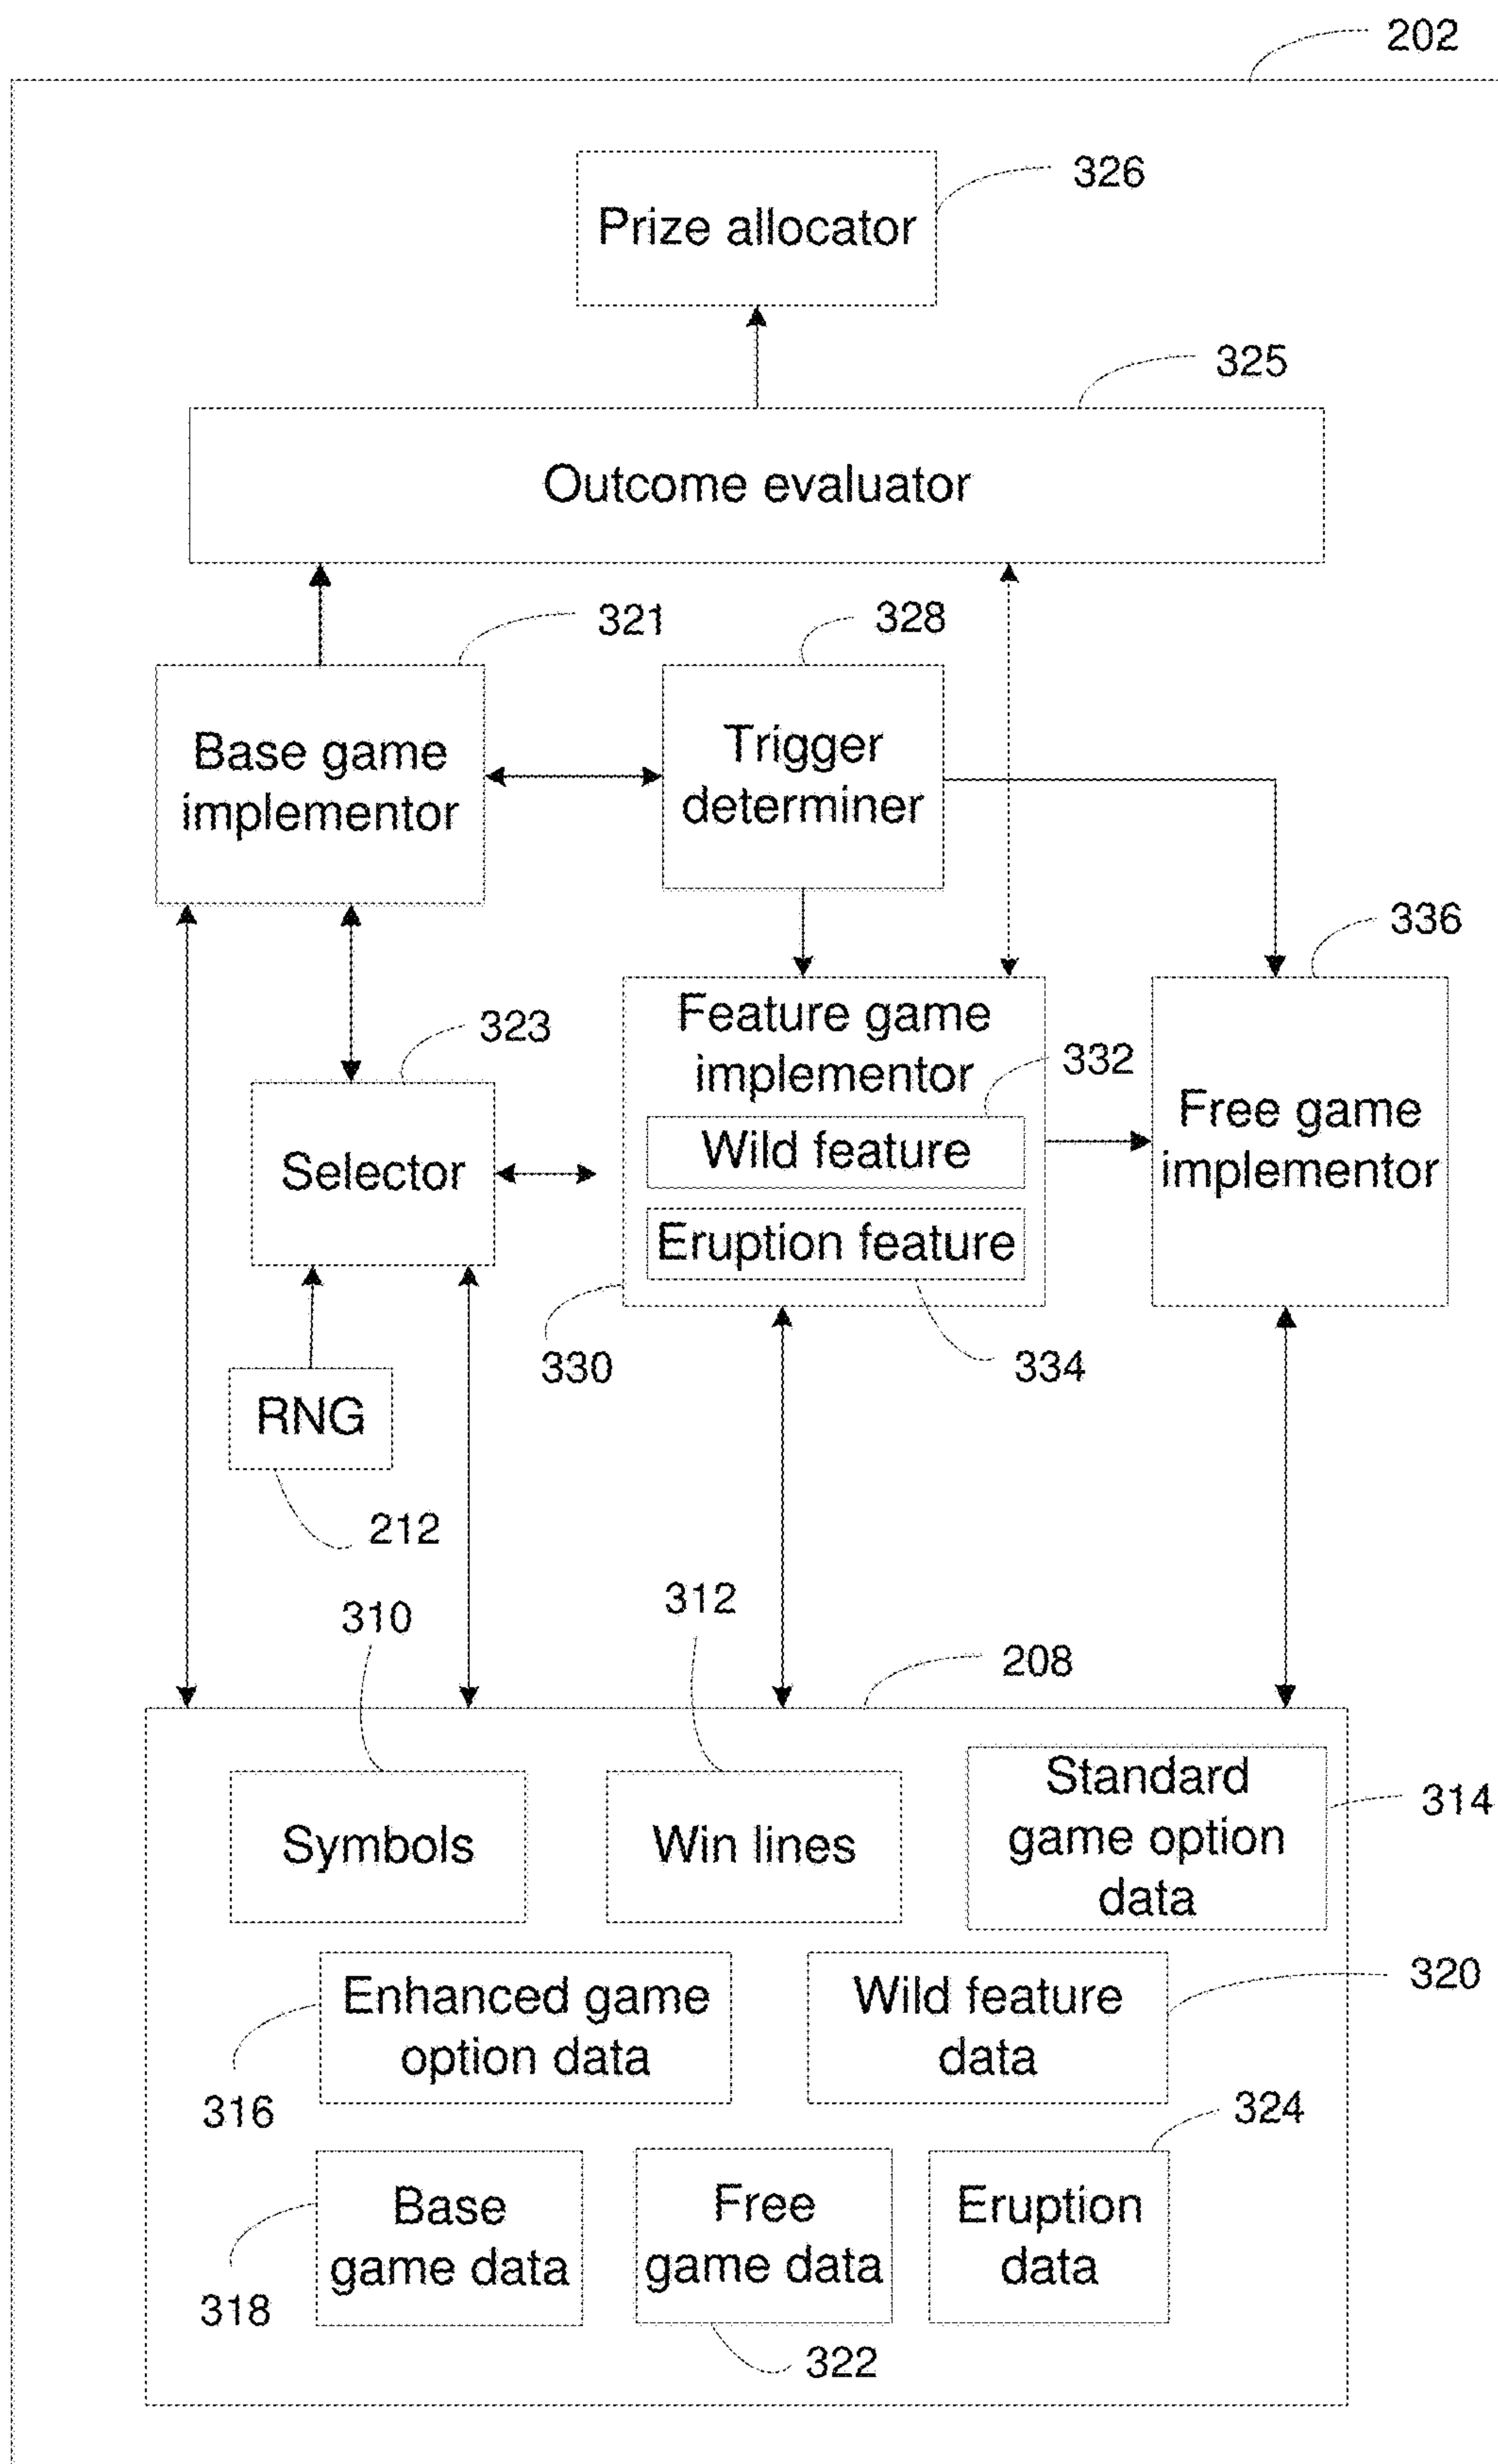 202
Prize allocator
326
325
Outcome evaluator
321
328
Base game
implementor
Trigger
determiner
336
323
Feature game
implementor
332
Wild feature
Free game
implementor
Selector
Eruption feature
330
334
RNG
212
310
312
208
Symbols
Win lines
Standard
game option
data
314
Enhanced game
option data
Wild feature
data
320
316
324
Base
game data
Free
game data
Eruption
data
318
322